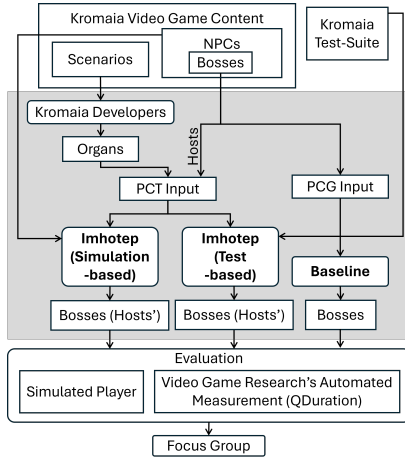 Kromaia Video Game Content
NPCs
Scenarios
Bosses
Kromaia
Test-Suite
Kromaia Developers
Organs
Hosts
PCT Input
PCG Input
Imhotep
(Simulation
-based)
Imhotep
(Test
-based)
Baseline
Bosses (Hosts’)
Bosses (Hosts’)
Bosses
Evaluation
Simulated Player
Video Game Research’s Automated
Measurement (QDuration)
Focus Group